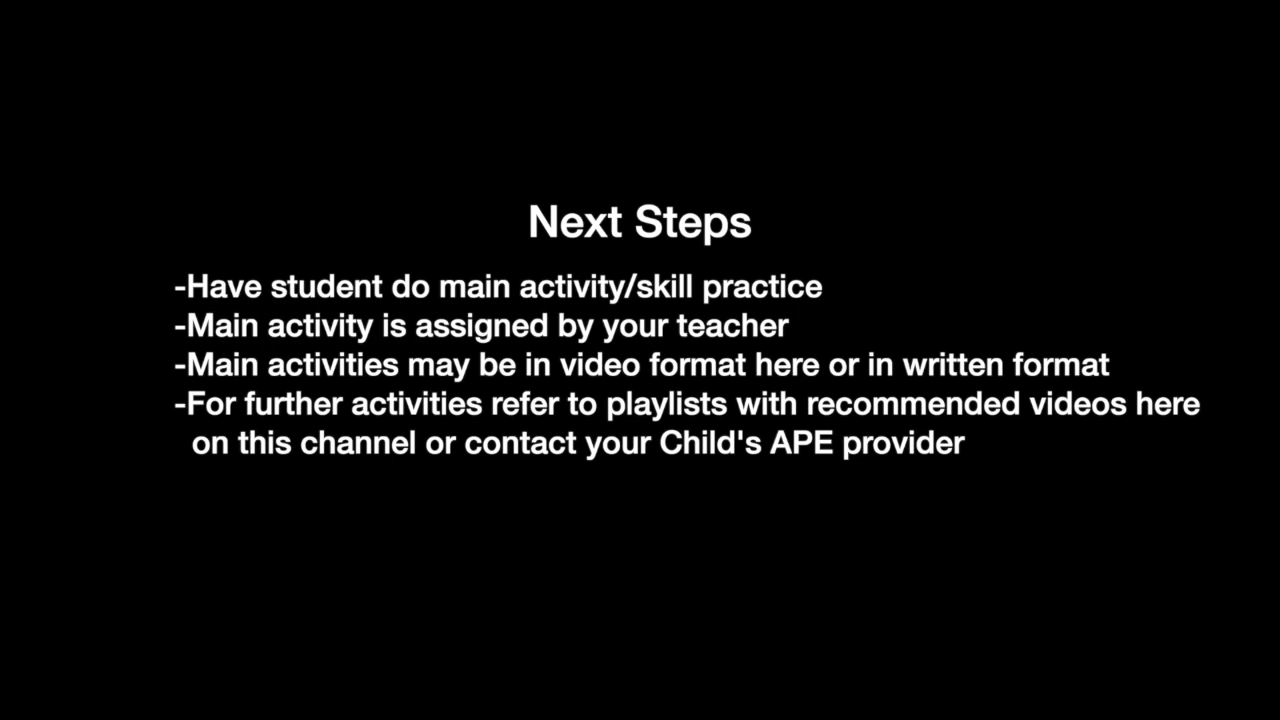 Next Steps
-Have student do main activity/skill practice
-Main activity is assigned by your teacher
-Main activities may be in video format here or in written format
-For further activities refer to playlists with recommended videos here
on this channel or contact your Child's APE provider